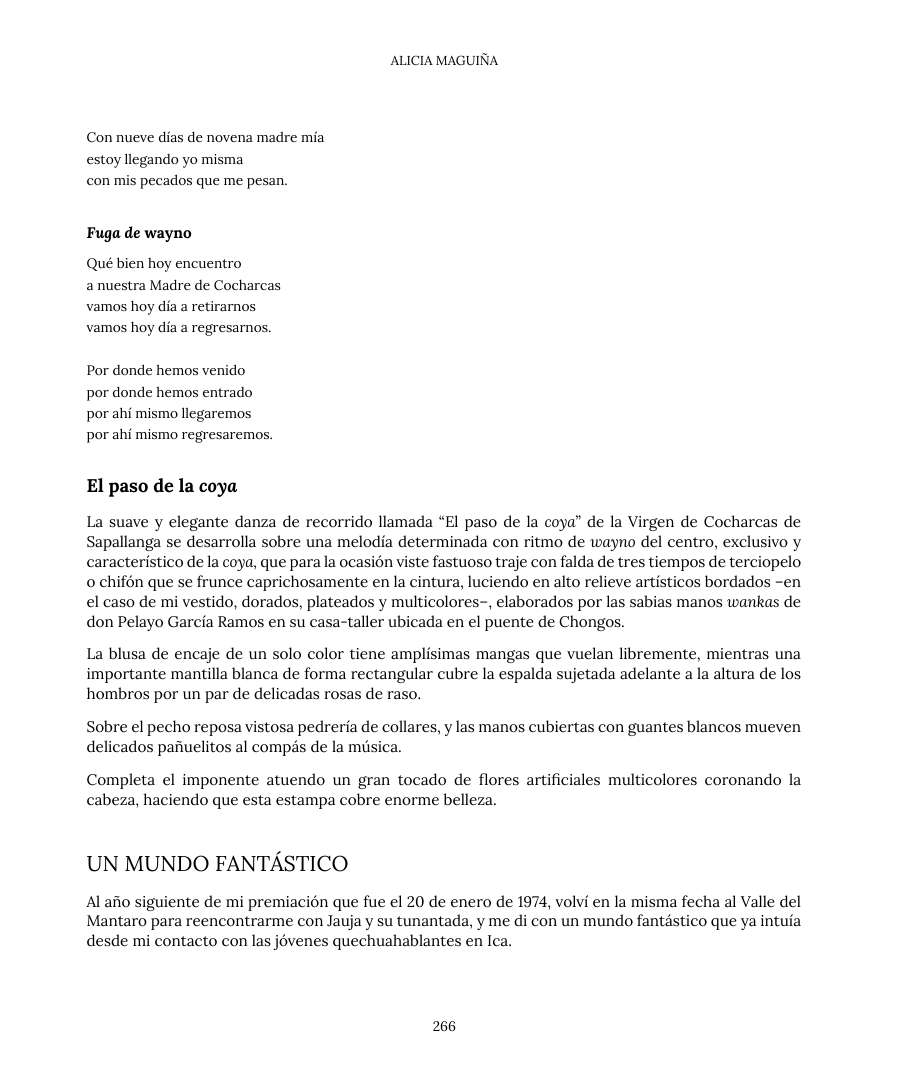 ALICIA MAGUIÑA
Con nueve días de novena madre mía
estoy llegando yo misma
con mis pecados que me pesan.
Fuga de wayno
Qué bien hoy encuentro
a nuestra Madre de Cocharcas
vamos hoy día a retirarnos
vamos hoy día a regresarnos.
Por donde hemos venido
por donde hemos entrado
por ahí mismo llegaremos
por ahí mismo regresaremos.
El paso de la coya
La suave y elegante danza de recorrido llamada “El paso de la coya” de la Virgen de Cocharcas de
Sapallanga se desarrolla sobre una melodía determinada con ritmo de wayno del centro, exclusivo y
característico de la coya, que para la ocasión viste fastuoso traje con falda de tres tiempos de terciopelo
o chifón que se frunce caprichosamente en la cintura, luciendo en alto relieve artísticos bordados –en
el caso de mi vestido, dorados, plateados y multicolores–, elaborados por las sabias manos wankas de
don Pelayo García Ramos en su casa-taller ubicada en el puente de Chongos.
La blusa de encaje de un solo color tiene amplísimas mangas que vuelan libremente, mientras una
importante mantilla blanca de forma rectangular cubre la espalda sujetada adelante a la altura de los
hombros por un par de delicadas rosas de raso.
Sobre el pecho reposa vistosa pedrería de collares, y las manos cubiertas con guantes blancos mueven
delicados pañuelitos al compás de la música.
Completa el imponente atuendo un gran tocado de flores artificiales multicolores coronando la
cabeza, haciendo que esta estampa cobre enorme belleza.
UN MUNDO FANTÁSTICO
Al año siguiente de mi premiación que fue el 20 de enero de 1974, volví en la misma fecha al Valle del
Mantaro para reencontrarme con Jauja y su tunantada, y me di con un mundo fantástico que ya intuía
desde mi contacto con las jóvenes quechuahablantes en Ica.
266